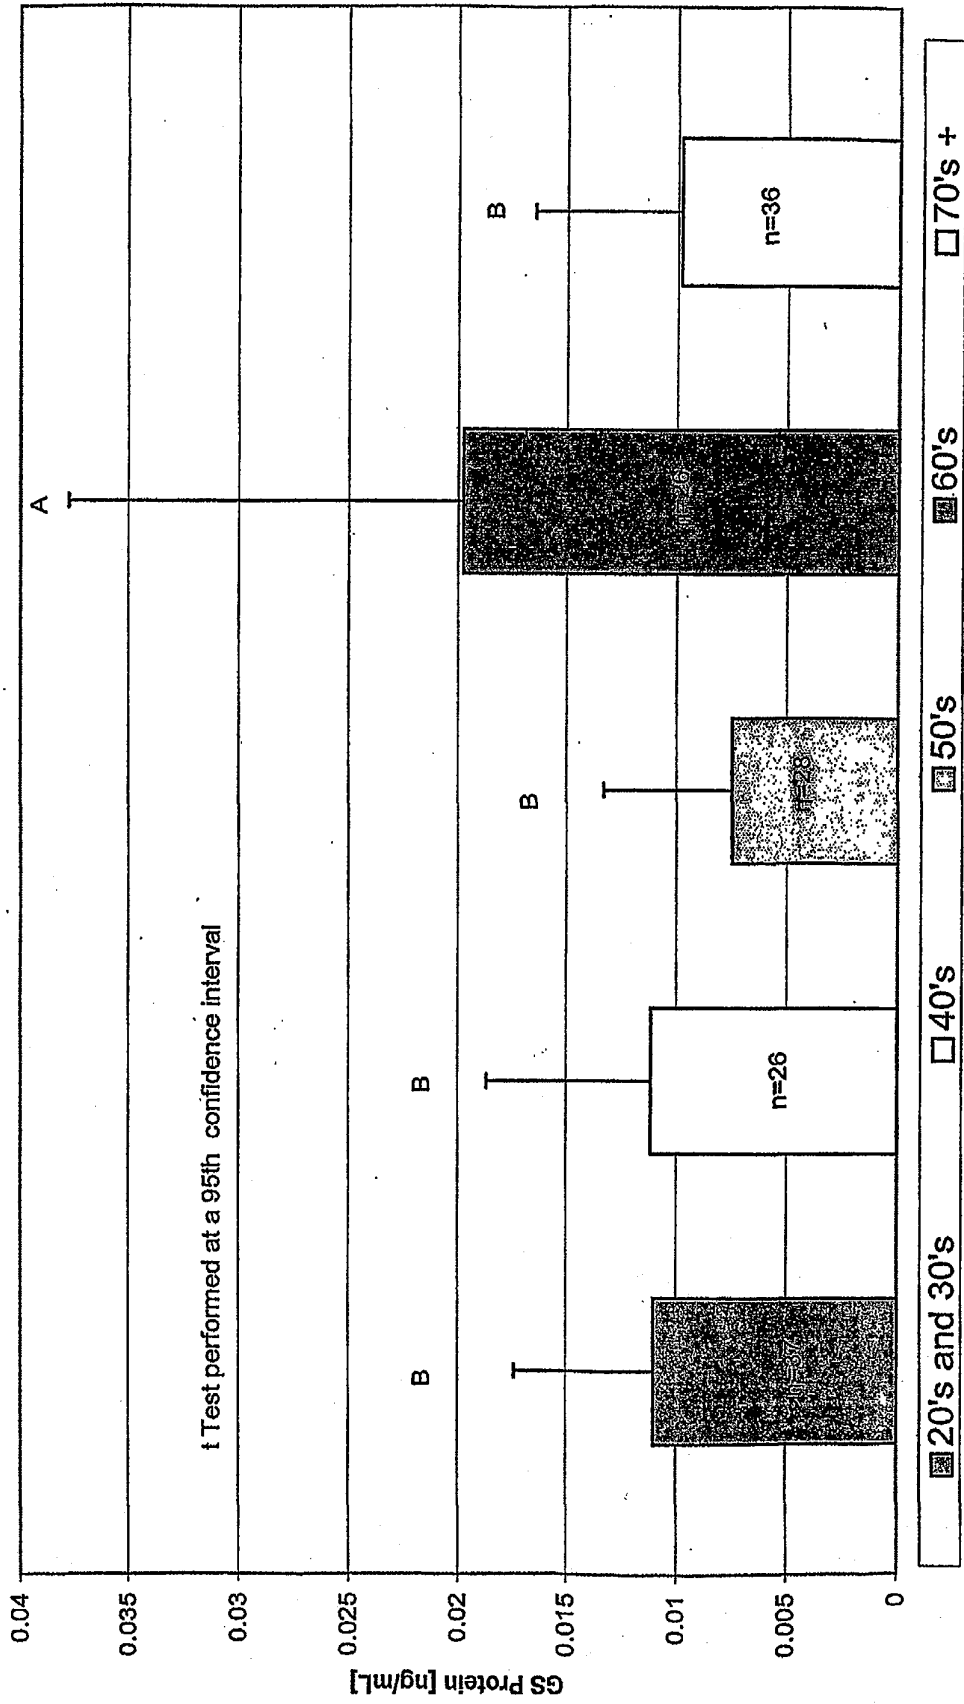 GS Protein [ng/mL]
0.04
0.035
0.03
0.025
0.02
0.015
0.01
0.005
0
t Test performed at a 95th confidence interval
B
B
B
A
B
n=26
n=28
n=36
20's and 30's
40's
50's
60's
70's +